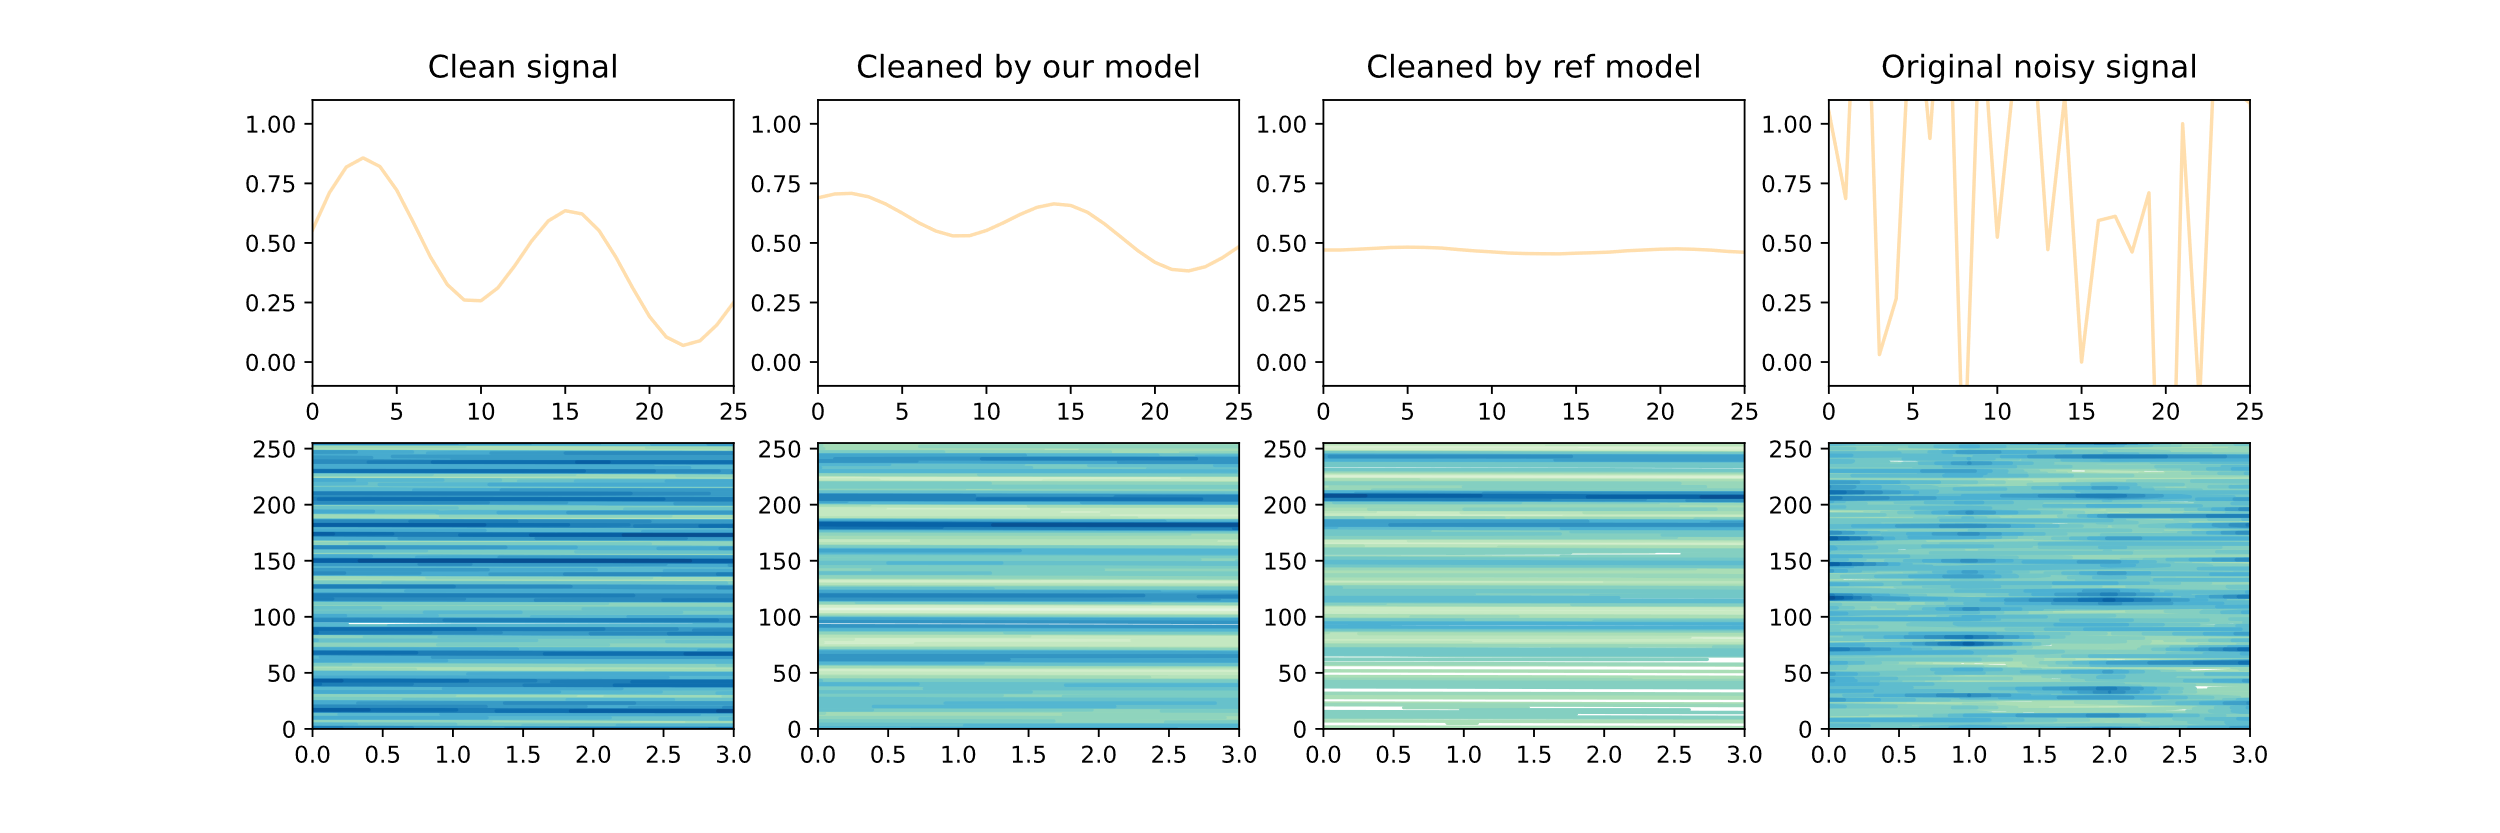 Clean signal
Cleaned by our model
Cleaned by ref model
Original noisy signal
1.00 1.00 1.00 1.00
0.75 0.75 0.75 0.75
0.50 0.50 0.50 0.50
0.25 0.25 0.25 0.25
0.00 0.00 0.00 0.00
0 5 10 15 20 25 0 5 10 15 20 25 0 5 10 15 20 25 0 5 10 15 20 25
250 250 250 250
200 200 200 200
150 150 150 150
100 100 100 100
50 50 50 50
0 0 0 0
0.0 0.5 1.0 1.5 2.0 2.5 3.0 0.0 0.5 1.0 1.5 2.0 2.5 3.0 0.0 0.5 1.0 1.5 2.0 2.5 3.0 0.0 0.5 1.0 1.5 2.0 2.5 3.0